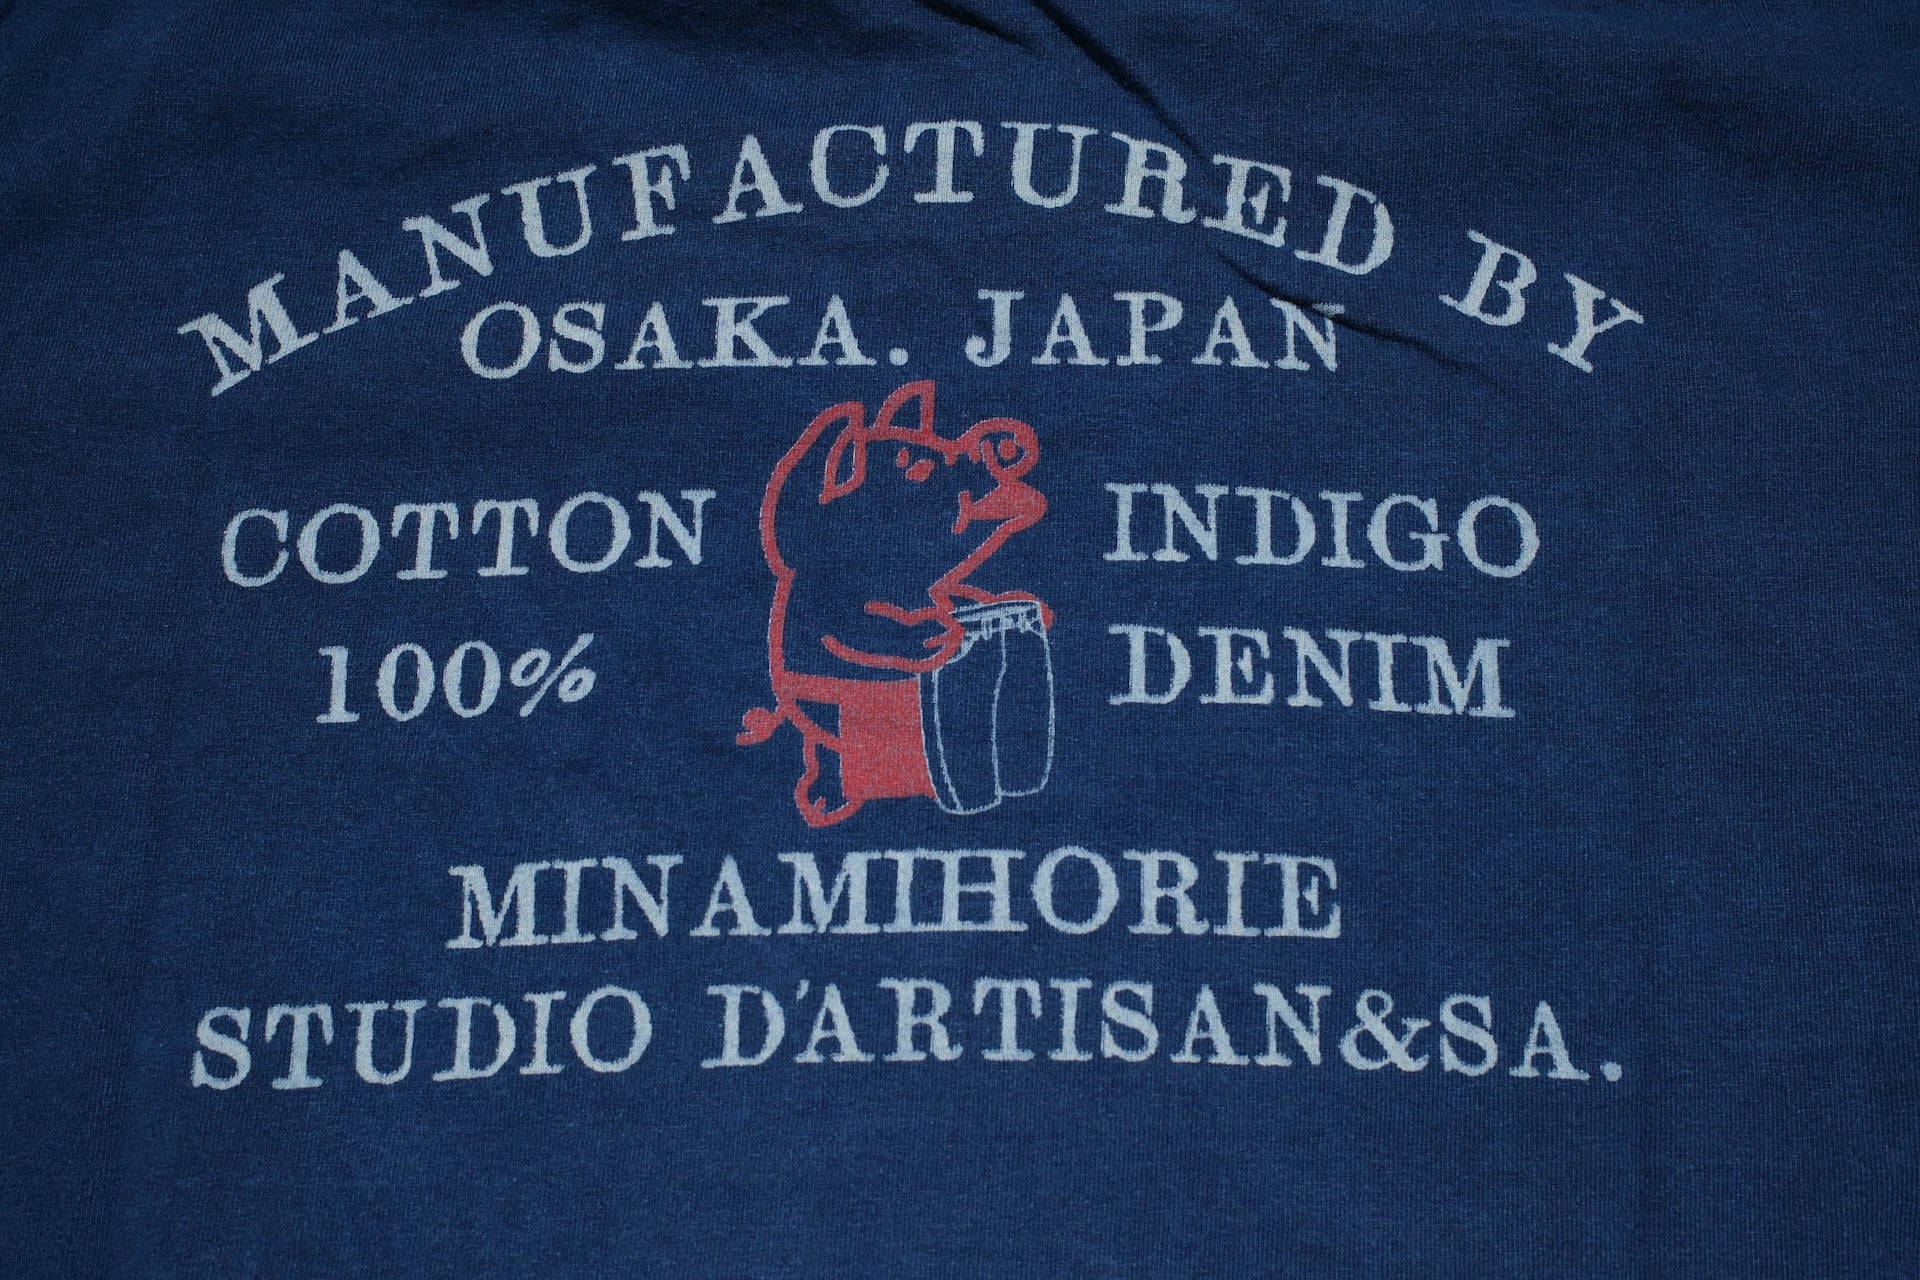 MANUFACTURED BY
OSAKA. JAPAN
COTTON
100%
INDIGO
DENIM
MINAMIHORIE
STUDIO D'ARTISAN&SA.